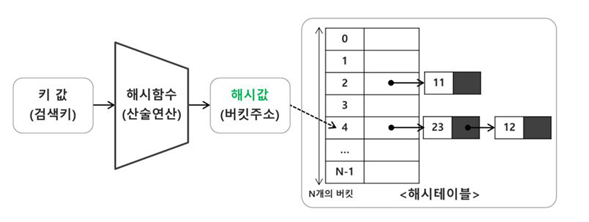 키 값
(검색키)
해시함수
(산술연산)
해시값
(버킷주소)
0
1
2
11
3
4
23
12
...
N-1
N개의 버킷
<해시테이블>